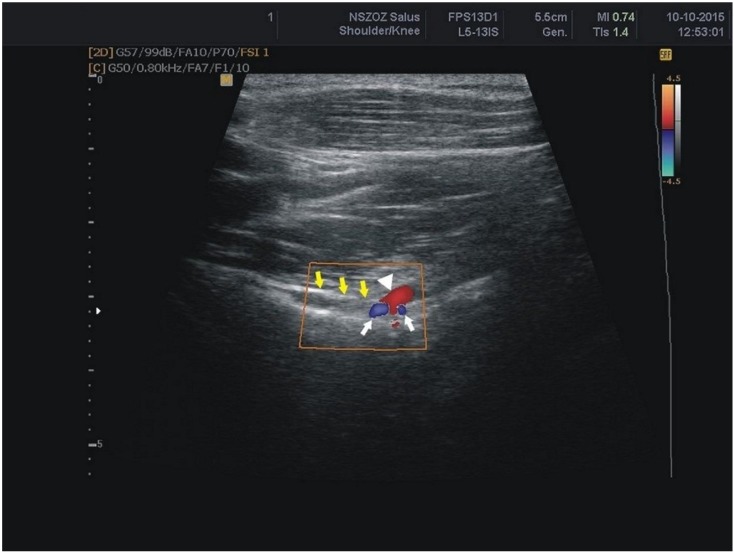 1
NSZOZ Salus
Shoulder/Knee
FPS13D1
L5-13IS
5.5cm
Gen.
MI 0.74
TIs 1.4
10-10-2015
12:53:01
[2D] G57/99dB/FA10/P70/FSI 1
[C] G50/0.80kHz/FA7/F1/10
0
M
SFF
4.5
-4.5
5